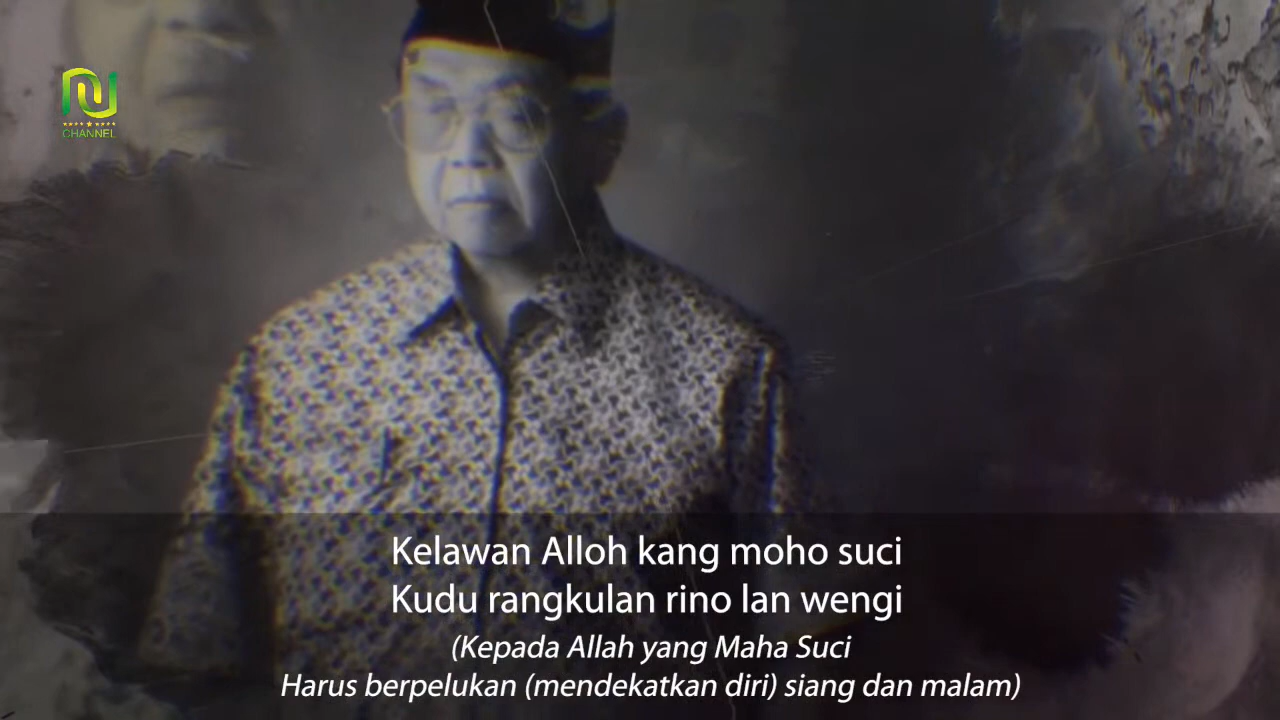 NU
CHANNEL
Kelawan Alloh kang moho suci
Kudu rangkulan rino lan wengi
(Kepada Allah yang Maha Suci
Harus berpelukan (mendekatkan diri) siang dan malam)